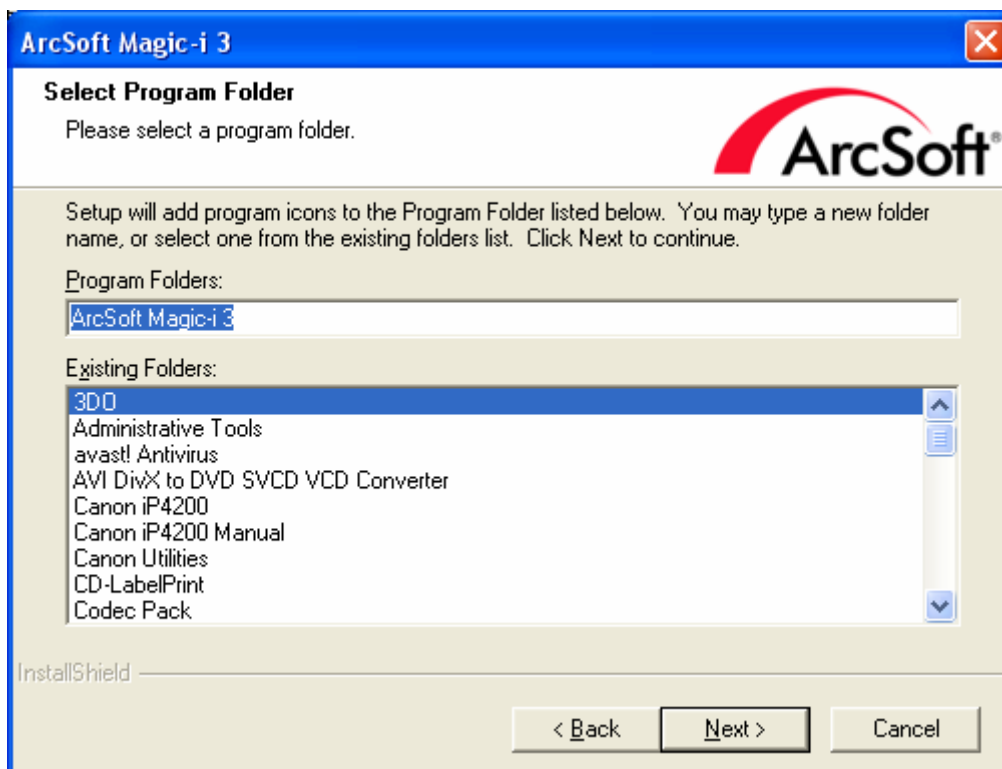 ArcSoft Magic-i 3
Select Program Folder
Please select a program folder.
ArcSoft®
Setup will add program icons to the Program Folder listed below. You may type a new folder
name, or select one from the existing folders list. Click Next to continue.
Program Folders:
ArcSoft Magic-i 3
Existing Folders:
3DO
Administrative Tools
avast! Antivirus
AVI DivX to DVD SVCD VCD Converter
Canon iP4200
Canon iP4200 Manual
Canon Utilities
CD-LabelPrint
Codec Pack
InstallShield
< Back Next > Cancel